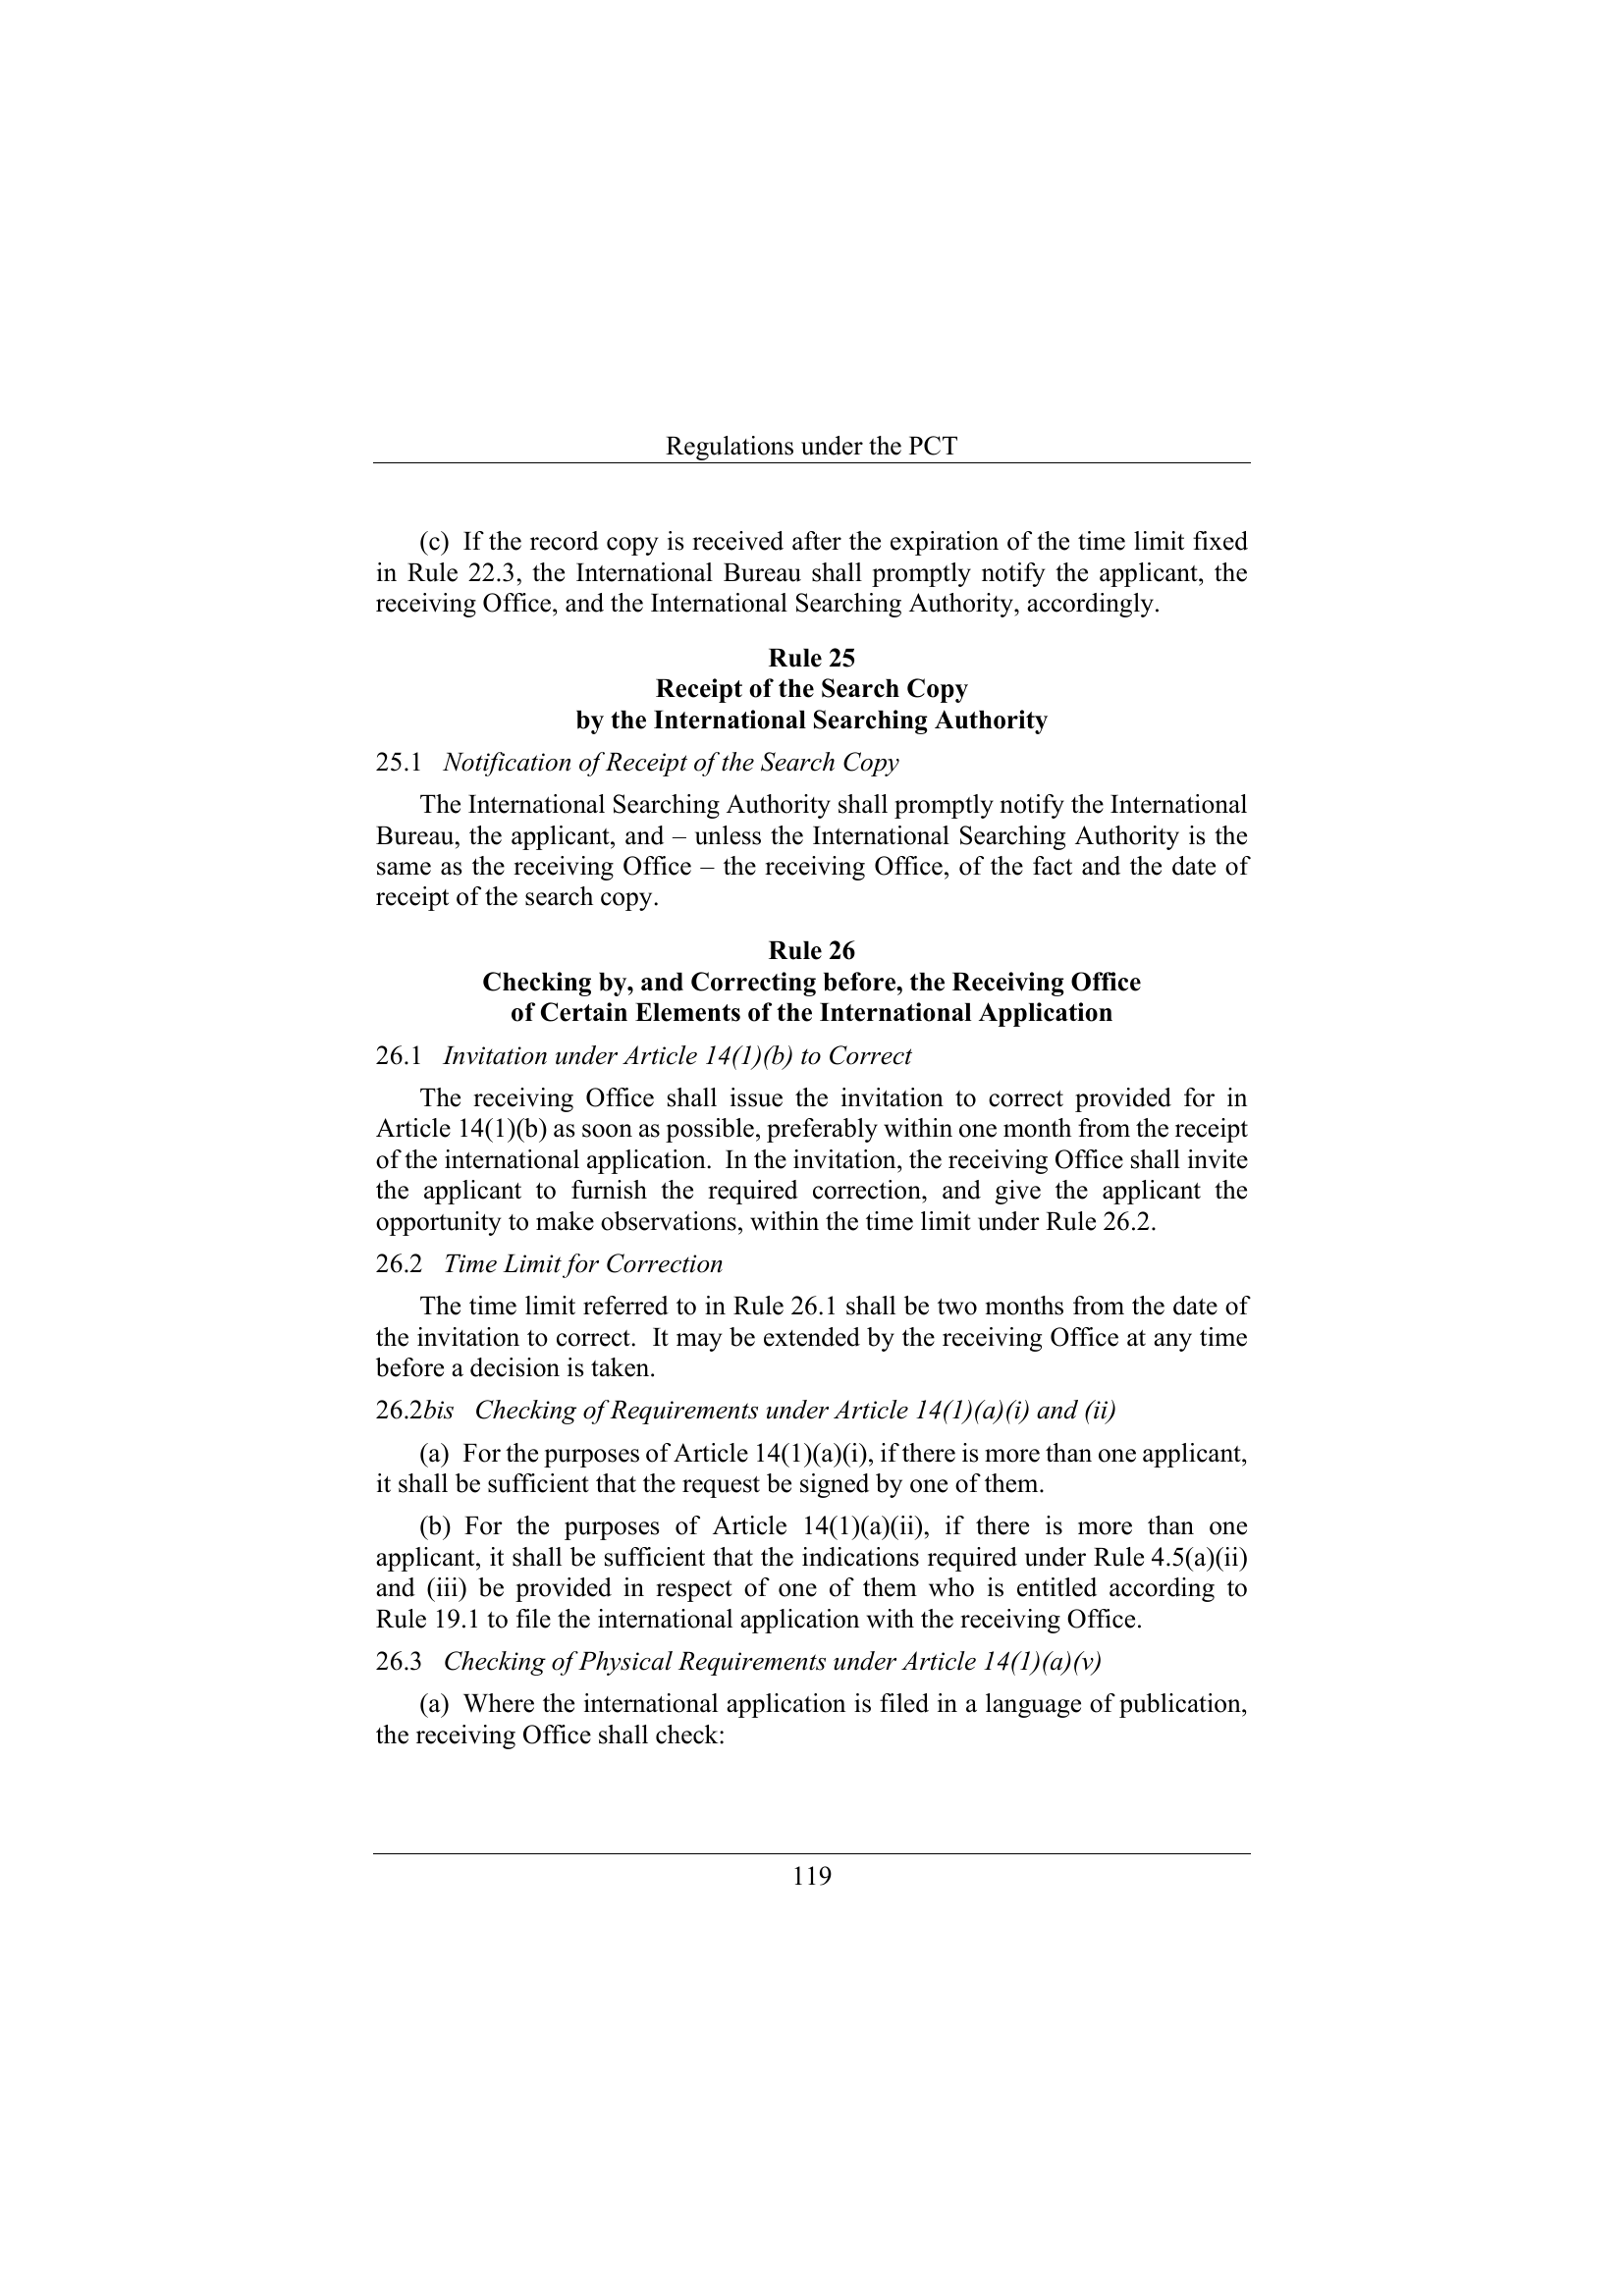 Regulations under the PCT
(c) If the record copy is received after the expiration of the time limit fixed
in Rule 22.3, the International Bureau shall promptly notify the applicant, the
receiving Office, and the International Searching Authority, accordingly.
Rule 25
Receipt of the Search Copy
by the International Searching Authority
25.1 Notification of Receipt of the Search Copy
The International Searching Authority shall promptly notify the International
Bureau, the applicant, and – unless the International Searching Authority is the
same as the receiving Office – the receiving Office, of the fact and the date of
receipt of the search copy.
Rule 26
Checking by, and Correcting before, the Receiving Office
of Certain Elements of the International Application
26.1 Invitation under Article 14(1)(b) to Correct
The receiving Office shall issue the invitation to correct provided for in
Article 14(1)(b) as soon as possible, preferably within one month from the receipt
of the international application. In the invitation, the receiving Office shall invite
the applicant to furnish the required correction, and give the applicant the
opportunity to make observations, within the time limit under Rule 26.2.
26.2 Time Limit for Correction
The time limit referred to in Rule 26.1 shall be two months from the date of
the invitation to correct. It may be extended by the receiving Office at any time
before a decision is taken.
26.2bis Checking of Requirements under Article 14(1)(a)(i) and (ii)
(a) For the purposes of Article 14(1)(a)(i), if there is more than one applicant,
it shall be sufficient that the request be signed by one of them.
(b) For the purposes of Article 14(1)(a)(ii), if there is more than one
applicant, it shall be sufficient that the indications required under Rule 4.5(a)(ii)
and (iii) be provided in respect of one of them who is entitled according to
Rule 19.1 to file the international application with the receiving Office.
26.3 Checking of Physical Requirements under Article 14(1)(a)(v)
(a) Where the international application is filed in a language of publication,
the receiving Office shall check:
119